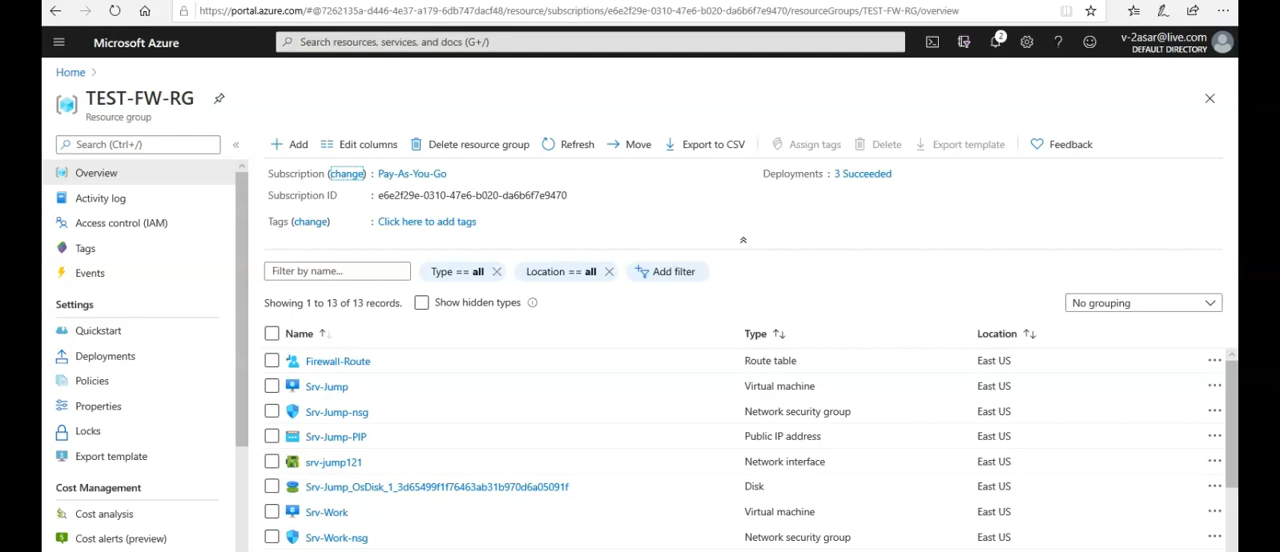 https://portal.azure.com/#@7262135a-d446-4e37-a179-6db747dacf48/resource/subscriptions/e6e2f29e-0310-47e6-b020-da6b6f7e9470/resourceGroups/TEST-FW-RG/overview
Microsoft Azure
Search resources, services, and docs (G+/)
2
v-2asar@live.com
DEFAULT DIRECTORY
Home
TEST-FW-RG
Resource group
Search (Ctrl+/)
Add
Edit columns
Delete resource group
Refresh
Move
Export to CSV
Assign tags
Delete
Export template
Feedback
Overview
Activity log
Access control (IAM)
Tags
Events
Settings
Quickstart
Deployments
Policies
Properties
Locks
Export template
Cost Management
Cost analysis
Cost alerts (preview)
Subscription (change) : Pay-As-You-Go
Deployments : 3 Succeeded
Subscription ID : e6e2f29e-0310-47e6-b020-da6b6f7e9470
Tags (change) : Click here to add tags
Filter by name...
Type == all
Location == all
Add filter
Showing 1 to 13 of 13 records.
Show hidden types
No grouping
Name Type Location
Firewall-Route Route table East US
Srv-Jump Virtual machine East US
Srv-Jump-nsg Network security group East US
Srv-Jump-PIP Public IP address East US
srv-jump121 Network interface East US
Srv-Jump_OsDisk_1_3d65499f1f76463ab31b970d6a05091f Disk East US
Srv-Work Virtual machine East US
Srv-Work-nsg Network security group East US